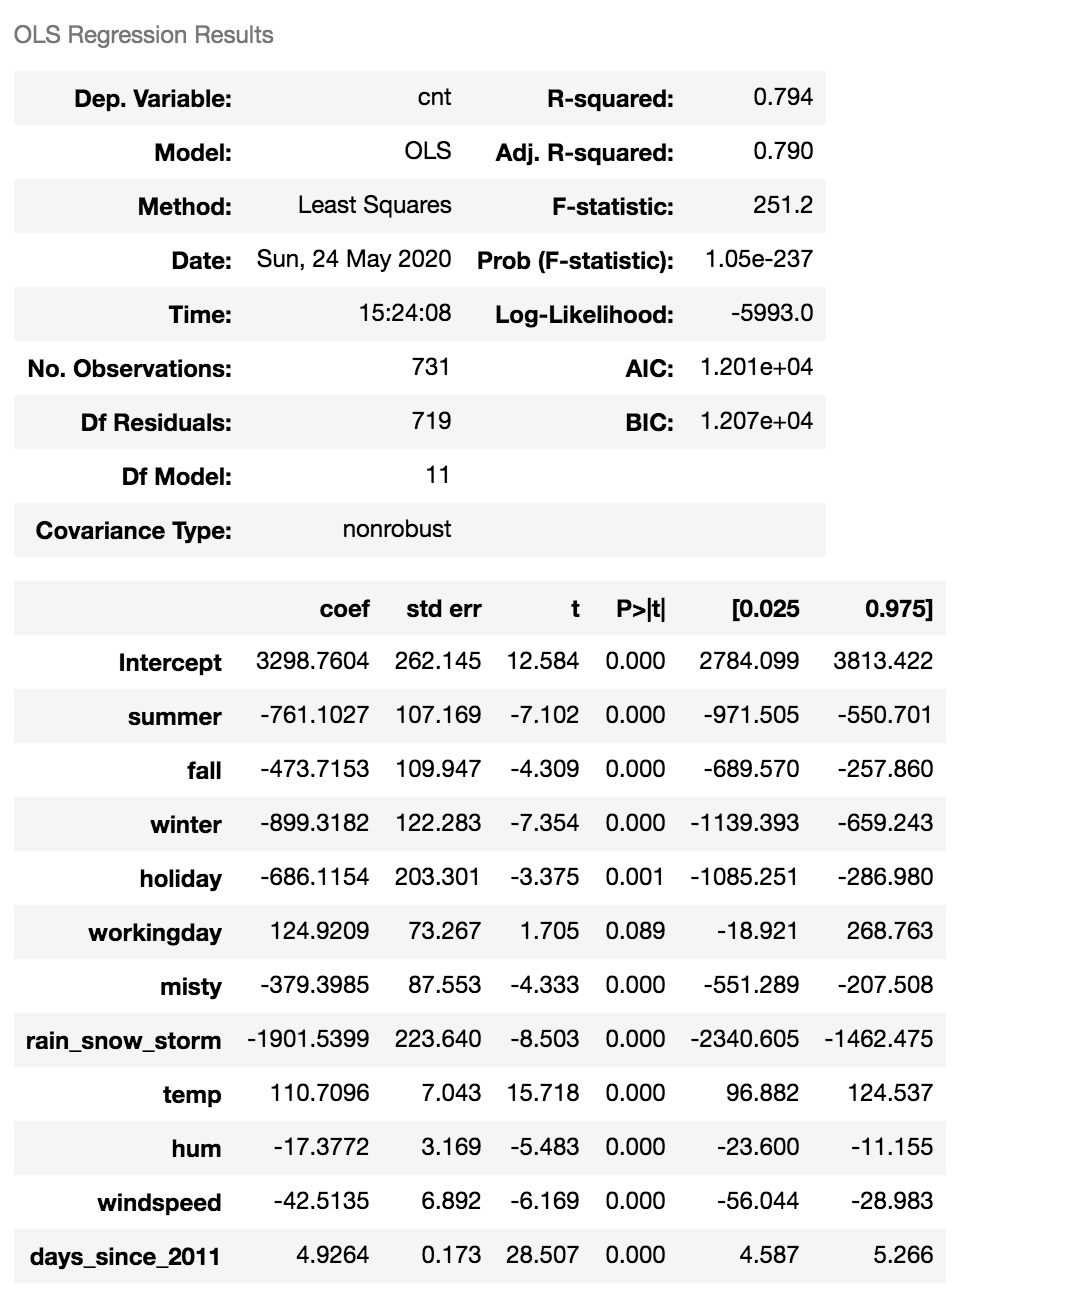 OLS Regression Results
Dep. Variable: cnt R-squared: 0.794
Model: OLS Adj. R-squared: 0.790
Method: Least Squares F-statistic: 251.2
Date: Sun, 24 May 2020 Prob (F-statistic): 1.05e-237
Time: 15:24:08 Log-Likelihood: -5993.0
No. Observations: 731 AIC: 1.201e+04
Df Residuals: 719 BIC: 1.207e+04
Df Model: 11
Covariance Type: nonrobust
coef std err t P>|t| [0.025 0.975]
Intercept 3298.7604 262.145 12.584 0.000 2784.099 3813.422
summer -761.1027 107.169 -7.102 0.000 -971.505 -550.701
fall -473.7153 109.947 -4.309 0.000 -689.570 -257.860
winter -899.3182 122.283 -7.354 0.000 -1139.393 -659.243
holiday -686.1154 203.301 -3.375 0.001 -1085.251 -286.980
workingday 124.9209 73.267 1.705 0.089 -18.921 268.763
misty -379.3985 87.553 -4.333 0.000 -551.289 -207.508
rain_snow_storm -1901.5399 223.640 -8.503 0.000 -2340.605 -1462.475
temp 110.7096 7.043 15.718 0.000 96.882 124.537
hum -17.3772 3.169 -5.483 0.000 -23.600 -11.155
windspeed -42.5135 6.892 -6.169 0.000 -56.044 -28.983
days_since_2011 4.9264 0.173 28.507 0.000 4.587 5.266